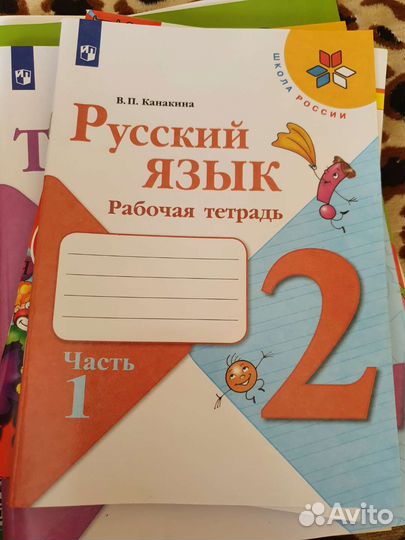 ШКОЛА РОССИИ
В. П. Канакина
Русский
ЯЗЫК
Рабочая тетрадь
2
Часть
1
Т
Avito